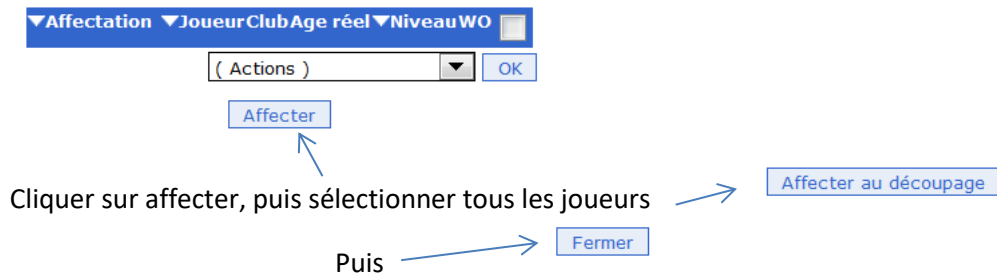 ▼Affectation ▼JoueurClubAge réel▼NiveauWO
( Actions ) OK
Affecter
Cliquer sur affecter, puis sélectionner tous les joueurs Affecter au découpage
Puis Fermer